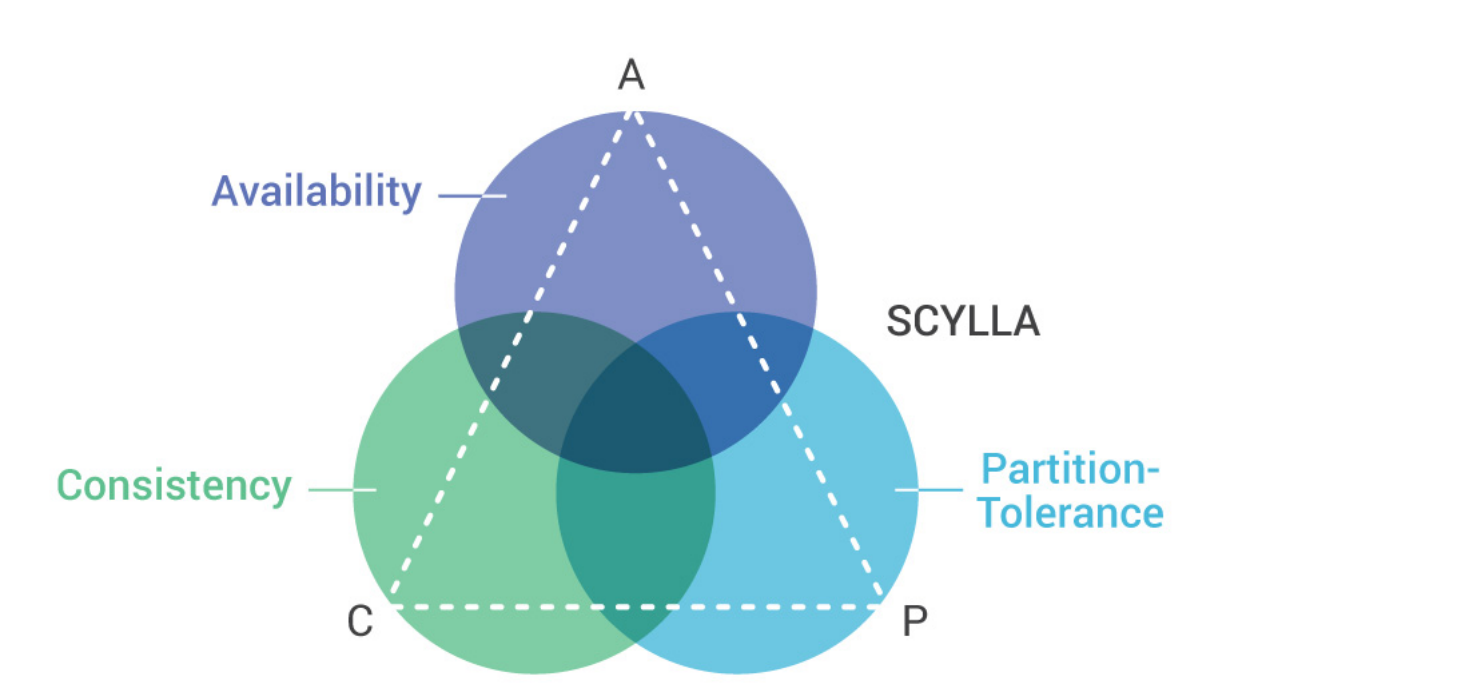 A
Availability
SCYLLA
Consistency
Partition-
Tolerance
C
P